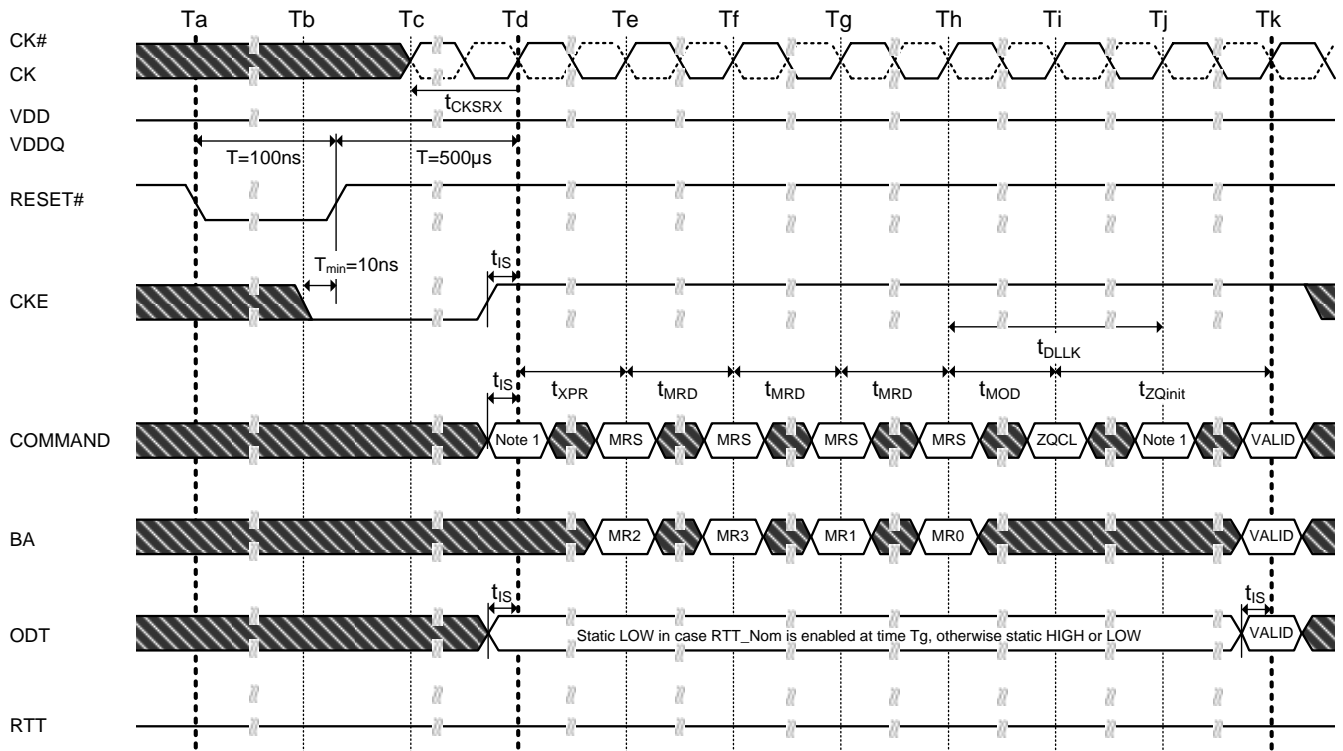 Ta Tb Tc Td Te Tf Tg Th Ti Tj Tk
CK#
CK
tCKSRX
VDD
VDDQ
T=100ns T=500µs
RESET#
Tmin=10ns tIS
CKE
tDLLK
tIS tXPR tMRD tMRD tMRD tMOD tZQinit
COMMAND Note 1 MRS MRS MRS MRS ZQCL Note 1 VALID
BA MR2 MR3 MR1 MR0 VALID
tIS tIS
ODT Static LOW in case RTT_Nom is enabled at time Tg, otherwise static HIGH or LOW VALID
RTT